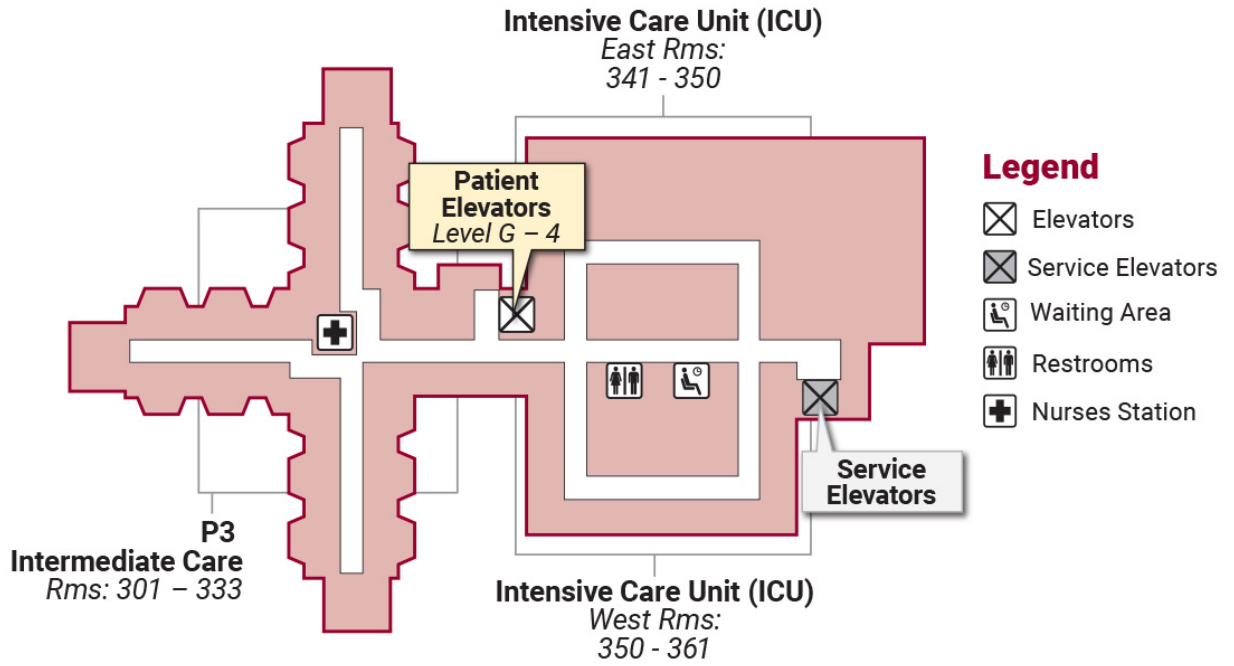 Intensive Care Unit (ICU)
East Rms:
341 - 350
Patient
Elevators
Level G – 4
Legend
Elevators
Service Elevators
Waiting Area
Restrooms
Nurses Station
Service
Elevators
P3
Intermediate Care
Rms: 301 – 333
Intensive Care Unit (ICU)
West Rms:
350 - 361